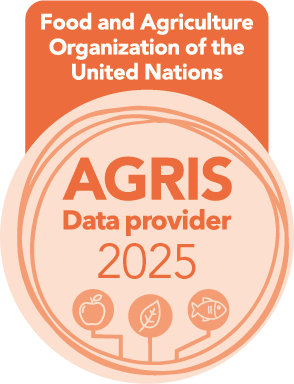 Food and Agriculture
Organization of the
United Nations
AGRIS
Data provider
2025